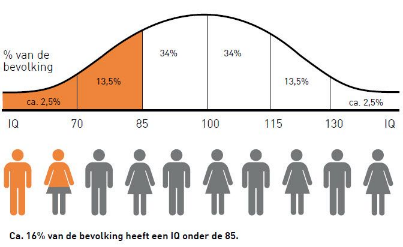 % van de
bevolking
34% 34%
13,5% 13,5%
ca. 2,5% ca. 2,5%
IQ 70 85 100 115 130 IQ
Ca. 16% van de bevolking heeft een IQ onder de 85.